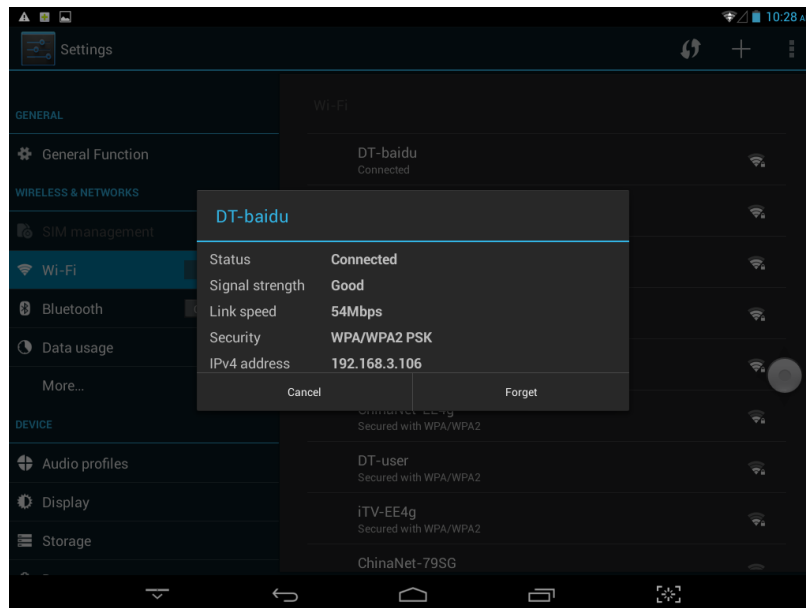 10:28 A
Settings
GENERAL
General Function
WIRELESS & NETWORKS
SIM management
Wi-Fi
Bluetooth
Data usage
More...
DEVICE
Audio profiles
Display
Storage
Wi-Fi
DT-baidu
Connected
DT-baidu
Status Connected
Signal strength Good
Link speed 54Mbps
Security WPA/WPA2 PSK
IPv4 address 192.168.3.106
Cancel Forget
ChinaNet-EE4g
Secured with WPA/WPA2
DT-user
Secured with WPA/WPA2
iTV-EE4g
Secured with WPA/WPA2
ChinaNet-79SG